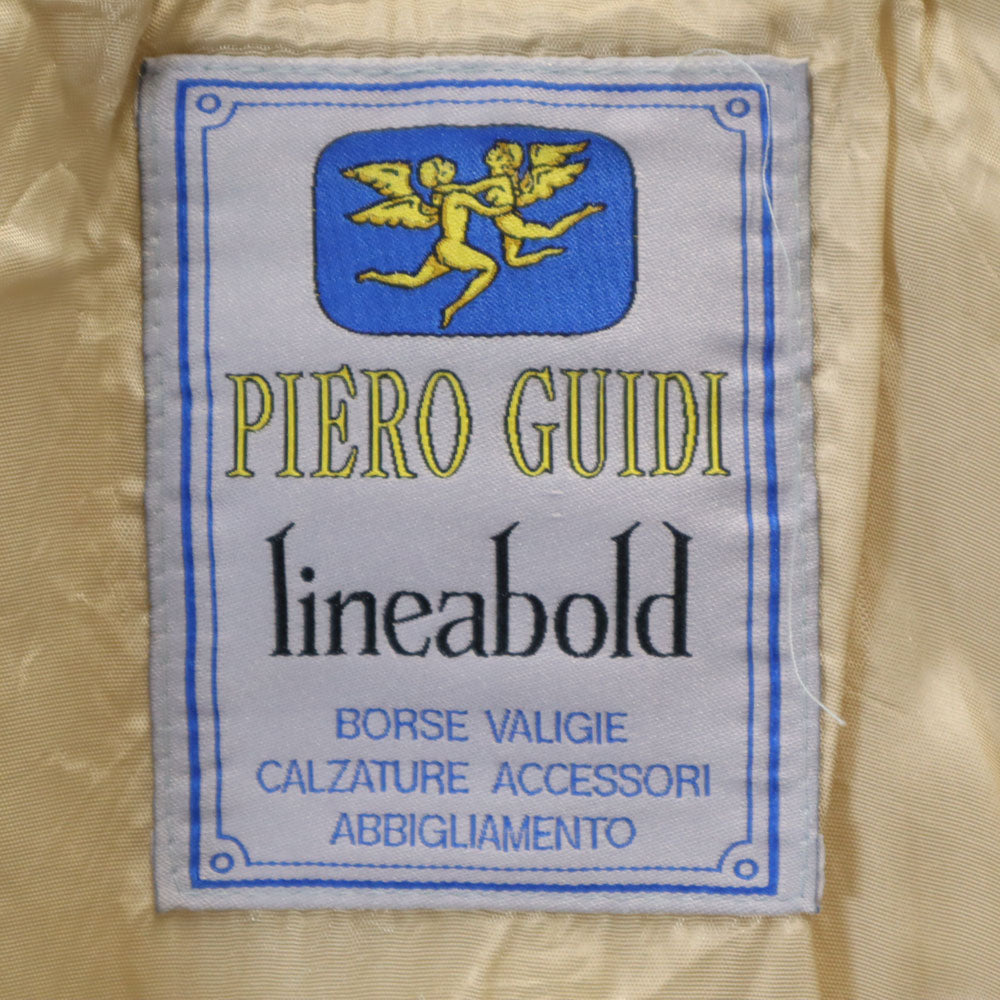 PIERO GUIDI
lineabold
BORSE VALIGIE
CALZATURE ACCESSORI
ABBIGLIAMENTO